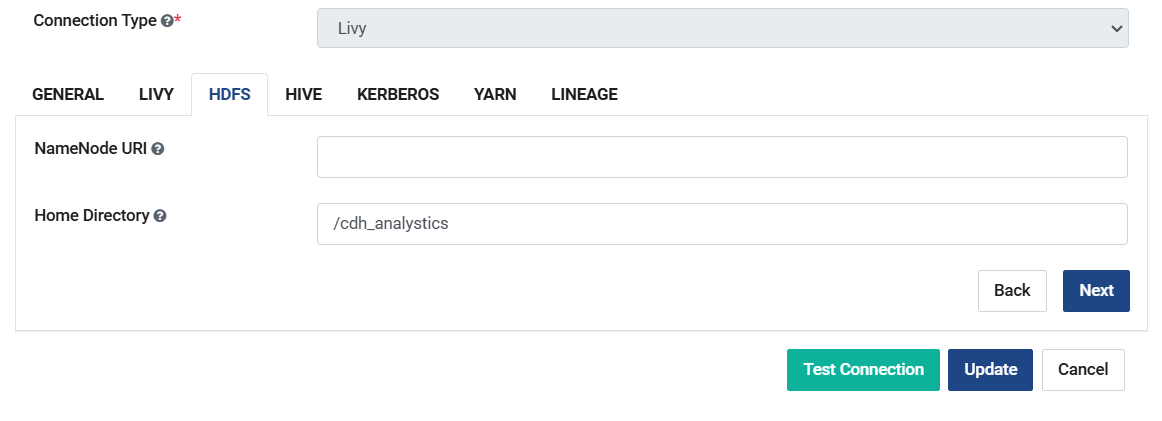 Connection Type *
Livy
GENERAL LIVY HDFS HIVE KERBEROS YARN LINEAGE
NameNode URI ?
Home Directory ?
/cdh_analystics
Back Next
Test Connection Update Cancel